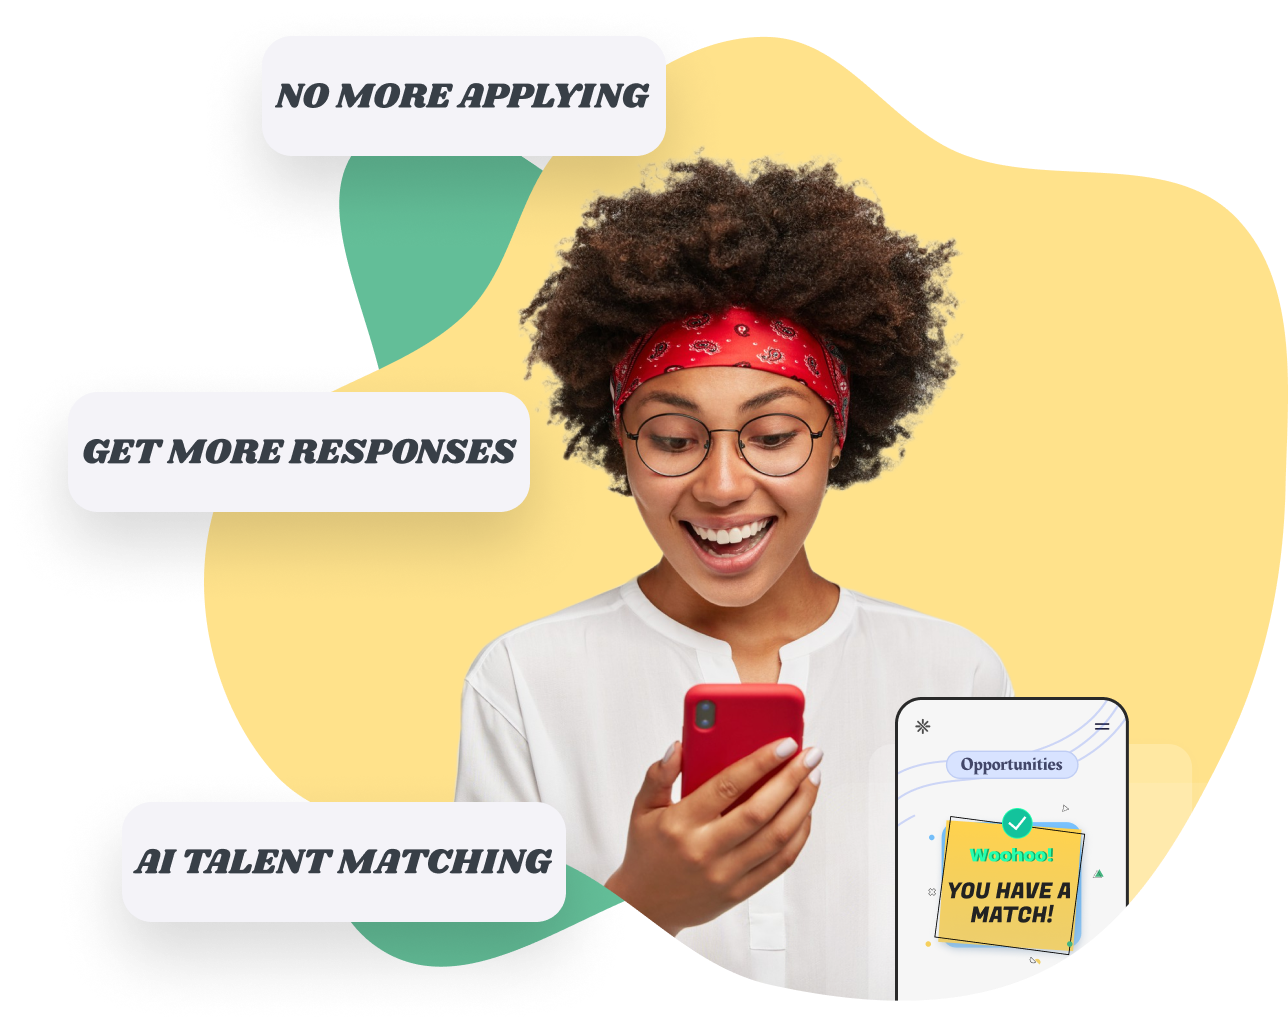 NO MORE APPLYING
GET MORE RESPONSES
AI TALENT MATCHING
Opportunities
Woohoo!
YOU HAVE A
MATCH!